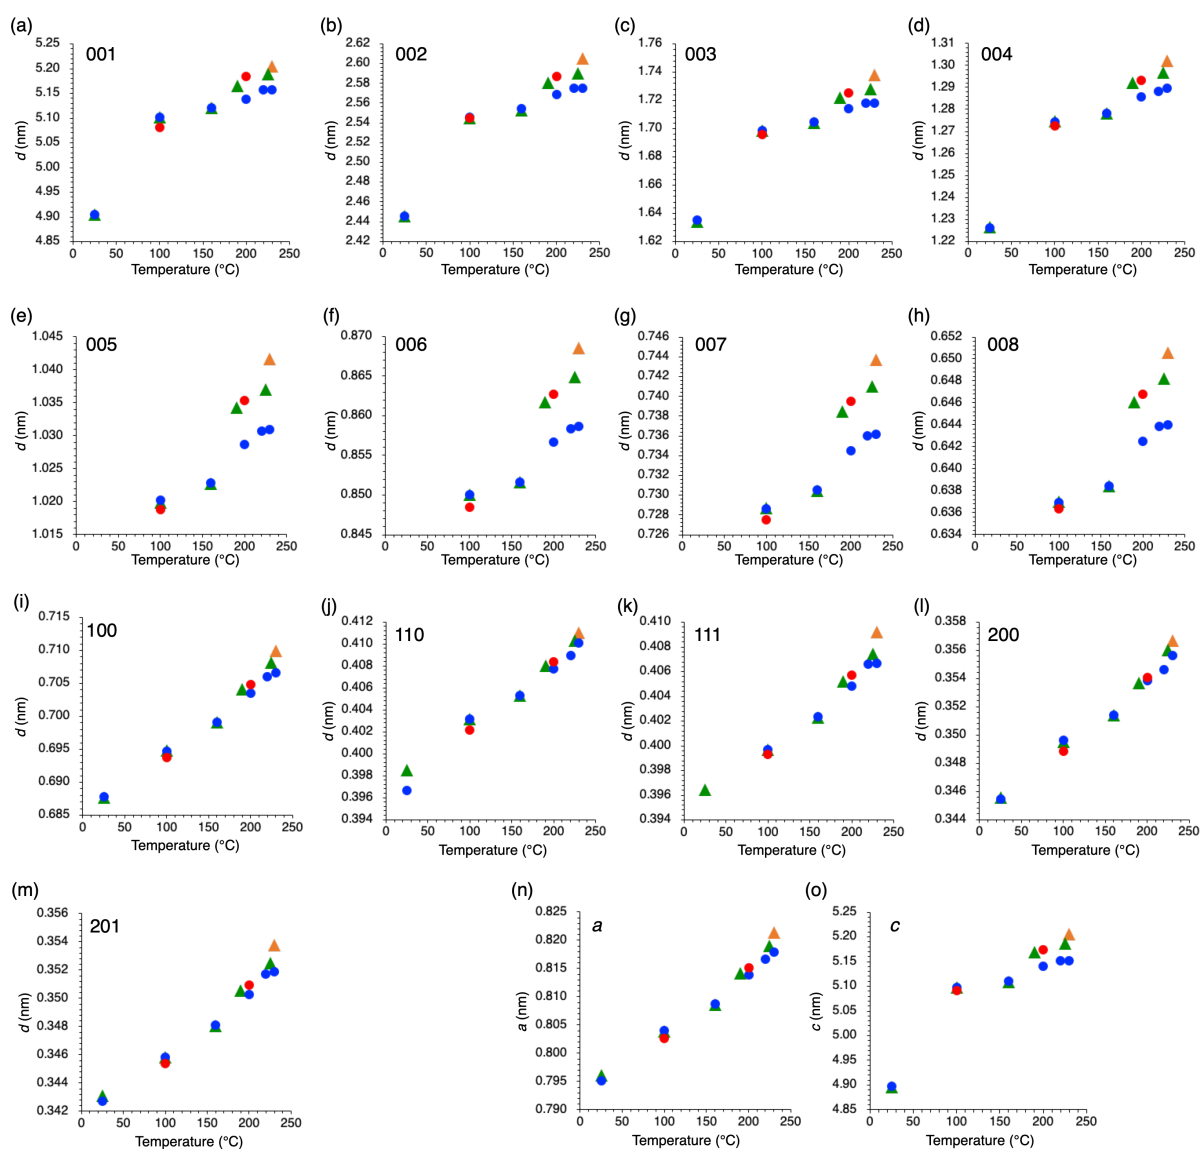 (a)
001
5.25
5.20
5.15
5.10
5.05
5.00
4.95
4.90
4.85
d (nm)
0 50 100 150 200 250
Temperature (°C)
(b)
002
2.62
2.60
2.58
2.56
2.54
2.52
2.50
2.48
2.46
2.44
2.42
d (nm)
0 50 100 150 200 250
Temperature (°C)
(c)
003
1.76
1.74
1.72
1.70
1.68
1.66
1.64
1.62
d (nm)
0 50 100 150 200 250
Temperature (°C)
(d)
004
1.31
1.30
1.29
1.28
1.27
1.26
1.25
1.24
1.23
1.22
d (nm)
0 50 100 150 200 250
Temperature (°C)
(e)
005
1.045
1.040
1.035
1.030
1.025
1.020
1.015
d (nm)
0 50 100 150 200 250
Temperature (°C)
(f)
006
0.870
0.865
0.860
0.855
0.850
0.845
d (nm)
0 50 100 150 200 250
Temperature (°C)
(g)
007
0.746
0.744
0.742
0.740
0.738
0.736
0.734
0.732
0.730
0.728
0.726
d (nm)
0 50 100 150 200 250
Temperature (°C)
(h)
008
0.652
0.650
0.648
0.646
0.644
0.642
0.640
0.638
0.636
0.634
d (nm)
0 50 100 150 200 250
Temperature (°C)
(i)
100
0.715
0.710
0.705
0.700
0.695
0.690
0.685
d (nm)
0 50 100 150 200 250
Temperature (°C)
(j)
110
0.412
0.410
0.408
0.406
0.404
0.402
0.400
0.398
0.396
0.394
d (nm)
0 50 100 150 200 250
Temperature (°C)
(k)
111
0.410
0.408
0.406
0.404
0.402
0.400
0.398
0.396
0.394
d (nm)
0 50 100 150 200 250
Temperature (°C)
(l)
200
0.358
0.356
0.354
0.352
0.350
0.348
0.346
0.344
d (nm)
0 50 100 150 200 250
Temperature (°C)
(m)
201
0.356
0.354
0.352
0.350
0.348
0.346
0.344
0.342
d (nm)
0 50 100 150 200 250
Temperature (°C)
(n)
a
0.825
0.820
0.815
0.810
0.805
0.800
0.795
0.790
a (nm)
0 50 100 150 200 250
Temperature (°C)
(o)
c
5.25
5.20
5.15
5.10
5.05
5.00
4.95
4.90
4.85
c (nm)
0 50 100 150 200 250
Temperature (°C)